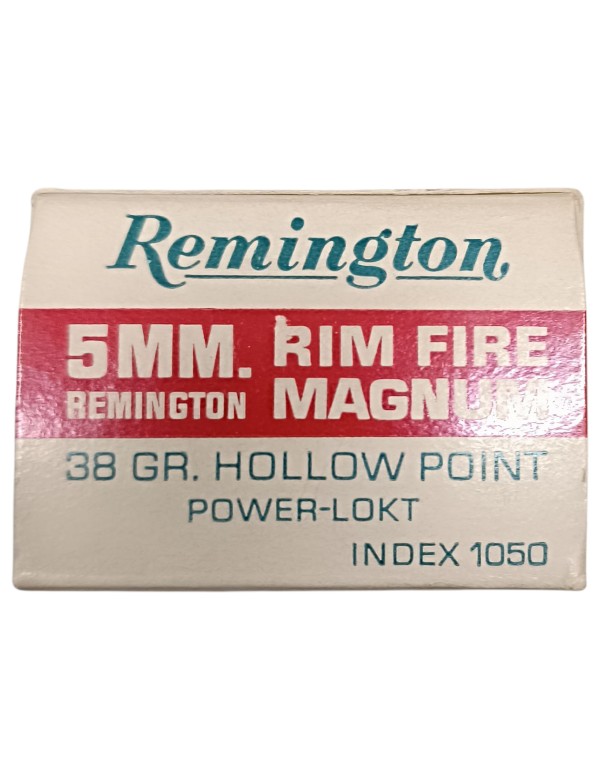 Remington
5MM. RIM FIRE
REMINGTON MAGNUM
38 GR. HOLLOW POINT
POWER-LOKT
INDEX 1050